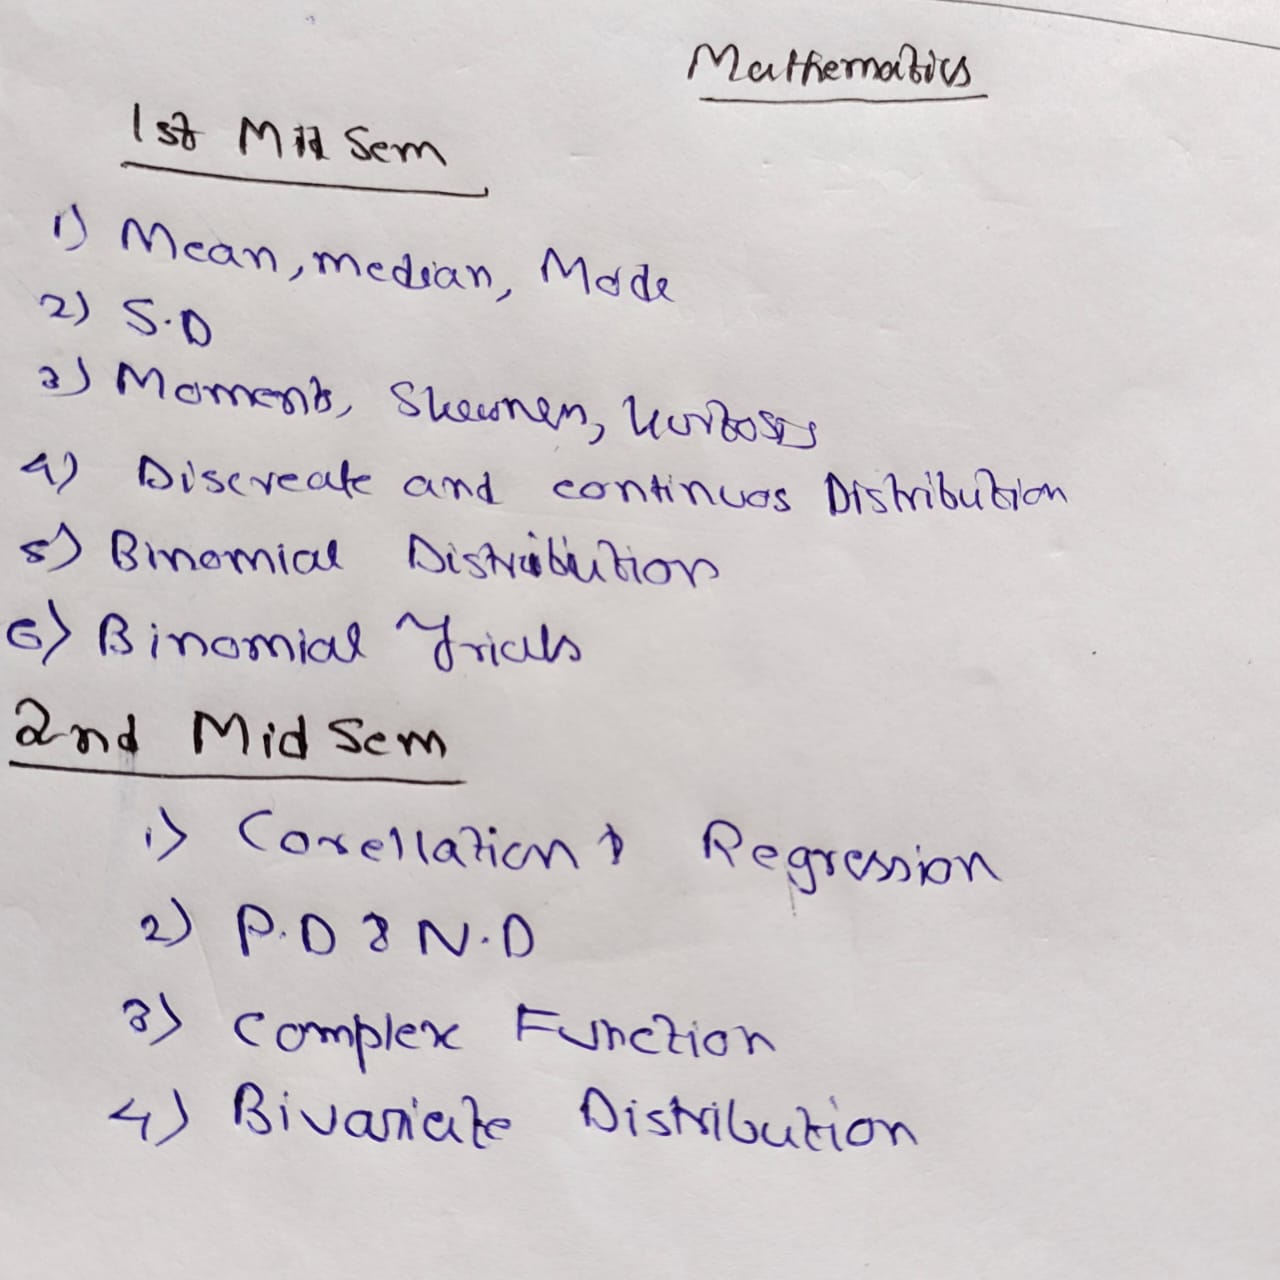 Mathematics
1st Mid Sem
1) Mean, median, Mode
2) S.D
3) Moments, Skewness, Kurtosis
4) Discreate and continuos Distribution
5) Binomial Distribution
6) Binomial Trials
2nd Mid Sem
1) Corellation & Regression
2) P.D & N.D
3) Complex Function
4) Bivariate Distribution